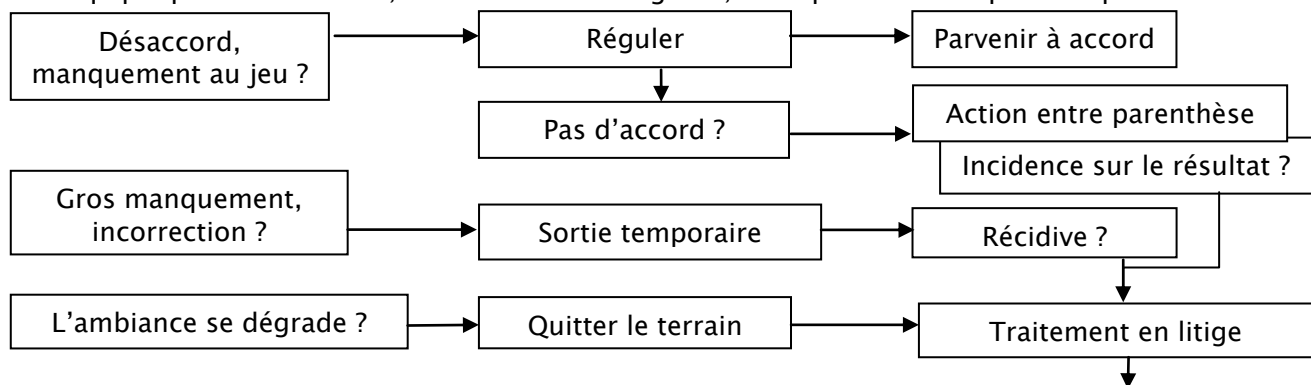 Désaccord,
manquement au jeu ?
Réguler
Parvenir à accord
Pas d'accord ?
Action entre parenthèse
Incidence sur le résultat ?
Gros manquement,
incorrection ?
Sortie temporaire
Récidive ?
L'ambiance se dégrade ?
Quitter le terrain
Traitement en litige